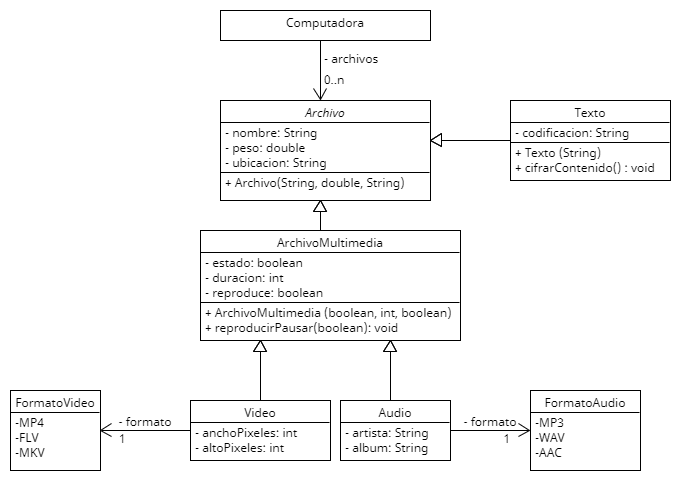 Computadora
- archivos
0..n
Archivo
- nombre: String
- peso: double
- ubicacion: String
+ Archivo(String, double, String)
Texto
- codificacion: String
+ Texto (String)
+ cifrarContenido() : void
ArchivoMultimedia
- estado: boolean
- duracion: int
- reproduce: boolean
+ ArchivoMultimedia (boolean, int, boolean)
+ reproducirPausar(boolean): void
FormatoVideo
-MP4
-FLV
-MKV
- formato
1
Video
- anchoPixeles: int
- altoPixeles: int
Audio
- artista: String
- album: String
- formato
1
FormatoAudio
-MP3
-WAV
-AAC